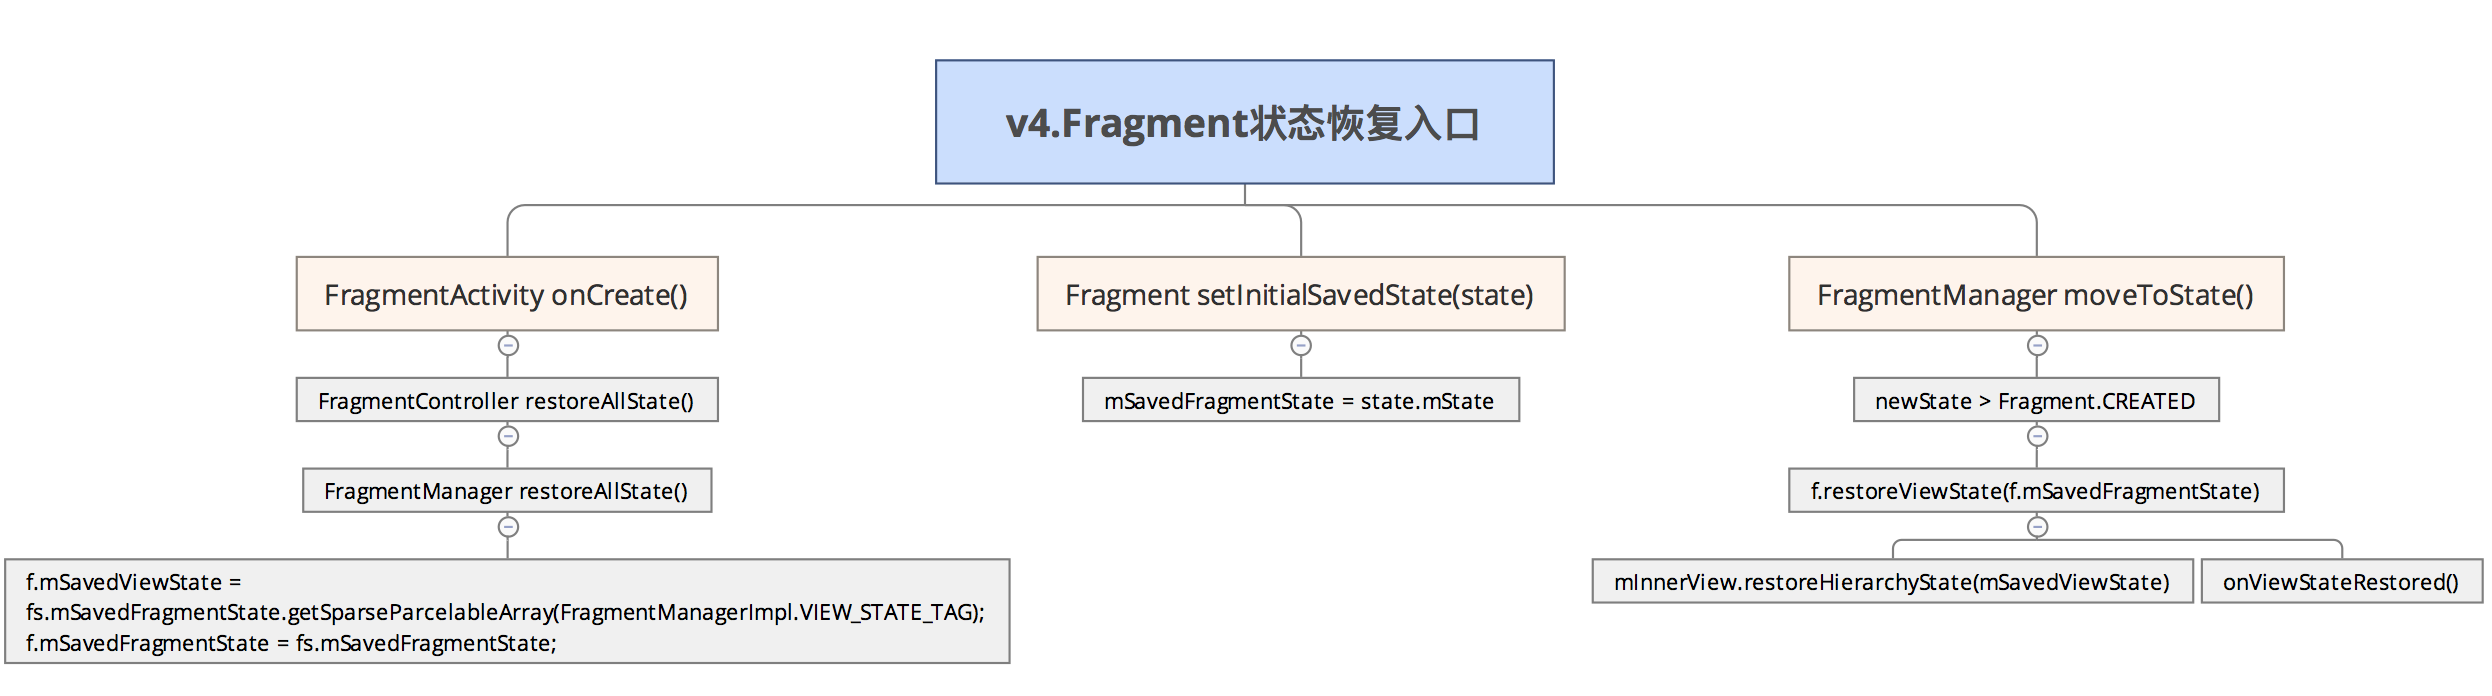 v4.Fragment状态恢复入口
FragmentActivity onCreate()
Fragment setInitialSavedState(state)
FragmentManager moveToState()
FragmentController restoreAllState()
mSavedFragmentState = state.mState
newState > Fragment.CREATED
FragmentManager restoreAllState()
f.restoreViewState(f.mSavedFragmentState)
f.mSavedViewState =
fs.mSavedFragmentState.getSparseParcelableArray(FragmentManagerImpl.VIEW_STATE_TAG);
f.mSavedFragmentState = fs.mSavedFragmentState;
mInnerView.restoreHierarchyState(mSavedViewState)
onViewStateRestored()